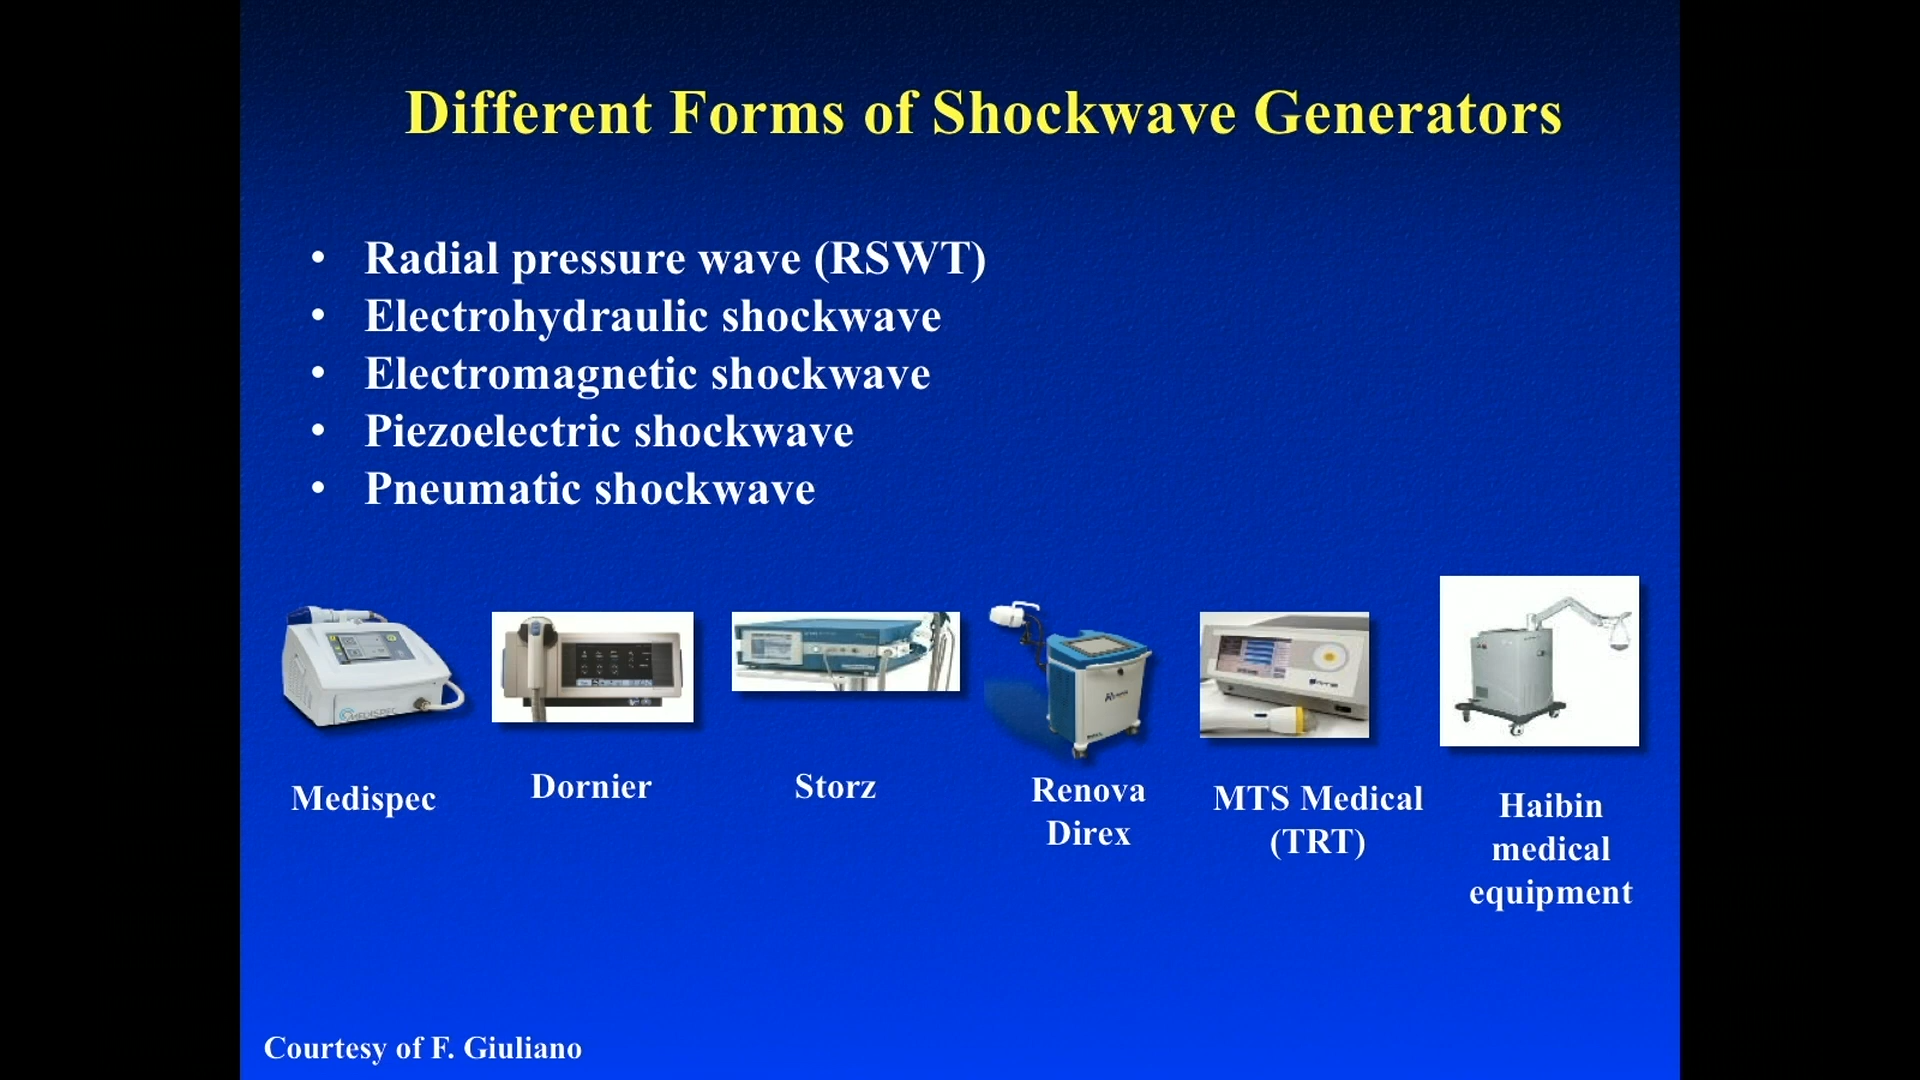 Different Forms of Shockwave Generators
• Radial pressure wave (RSWT)
• Electrohydraulic shockwave
• Electromagnetic shockwave
• Piezoelectric shockwave
• Pneumatic shockwave
MEDISPEC
Medispec
Dornier
Storz
Renova
Direx
MTS Medical
(TRT)
Haibin
medical
equipment
Courtesy of F. Giuliano